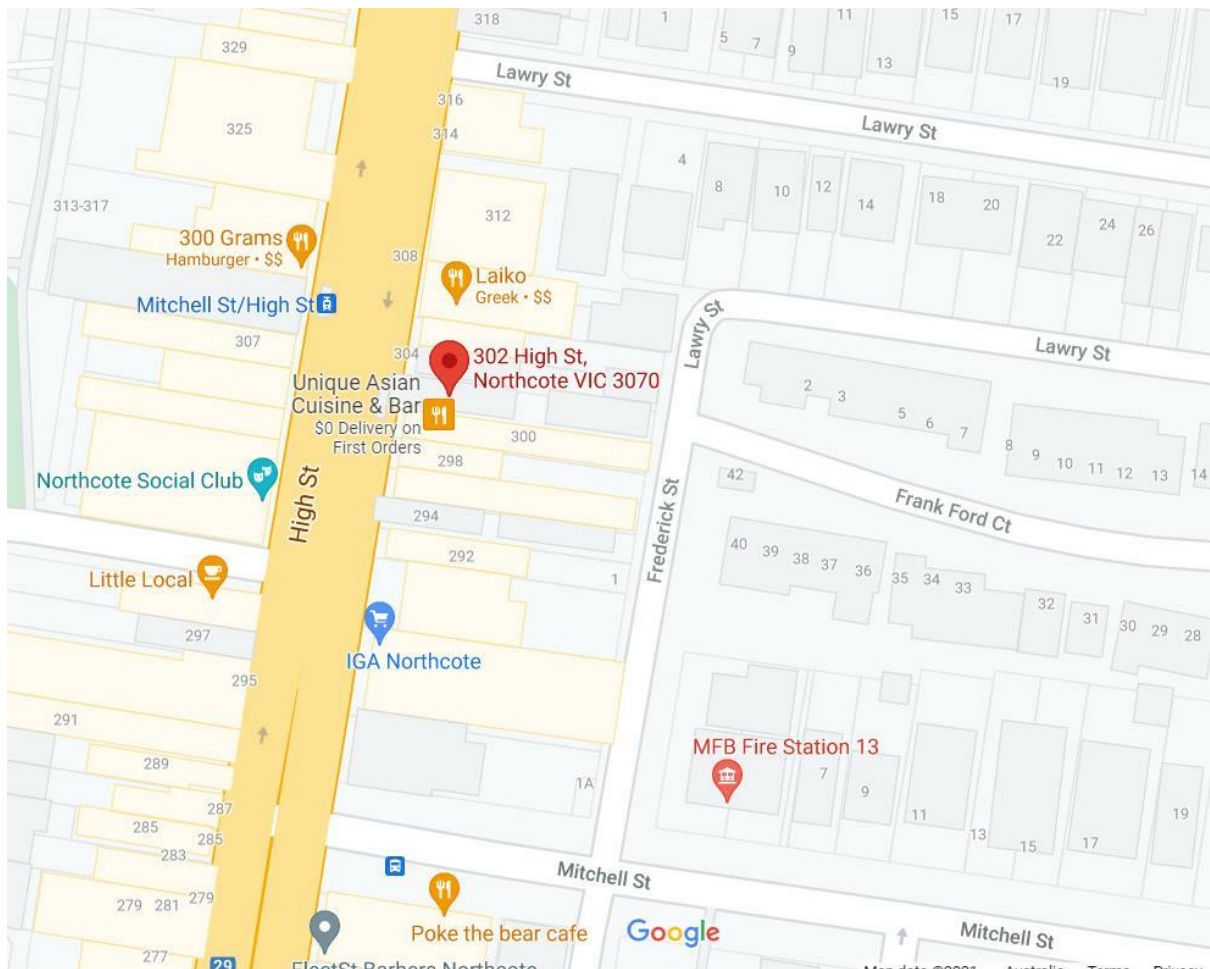 318
1
5
7
9
11
13
15
17
19
329
Lawry St
316
314
325
Lawry St
4
8
10
12
14
18
20
22
24
26
313-317
312
300 Grams
Hamburger • $$
308
Laiko
Greek • $$
Mitchell St/High St
307
304
302 High St,
Northcote VIC 3070
Lawry St
Lawry St
Unique Asian
Cuisine & Bar
$0 Delivery on
First Orders
300
298
2
3
5
6
7
8
9
10
11
12
13
14
Northcote Social Club
High St
294
292
Frederick St
42
Frank Ford Ct
40
39
38
37
36
35
34
33
32
31
30
29
28
1
Little Local
297
IGA Northcote
295
291
289
287
285
285
283
279
281
279
277
29
MFB Fire Station 13
1A
7
9
11
13
15
17
19
Mitchell St
Poke the bear cafe
Google
Mitchell St